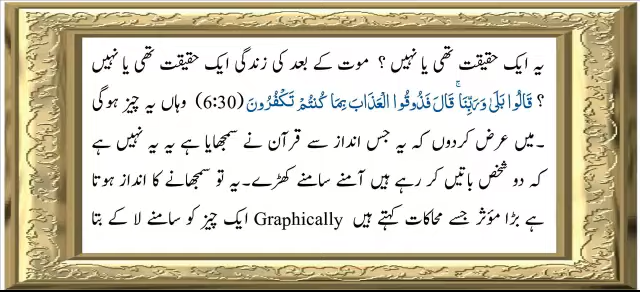 یہ ایک حقیقت تھی یا نہیں ؟ موت کے بعد کی زندگی ایک حقیقت تھی یا نہیں
؟ قَالُوا بَلَىٰ وَرَبِّنَا ۚ قَالَ فَذُوقُوا الْعَذَابَ بِمَا كُنتُمْ تَكْفُرُونَ (6:30) وہاں یہ چیز ہوگی
۔میں عرض کردوں کہ یہ جس انداز سے قرآن نے سمجھایا ہے یہ یہ نہیں ہے
کہ دو شخص باتیں کر رہے ہیں آمنے سامنے کھڑے۔یہ تو سمجھانے کا انداز ہوتا
ہے بڑا مؤثر جسے محاکات کہتے ہیں Graphically ایک چیز کو سامنے لا کے بتا